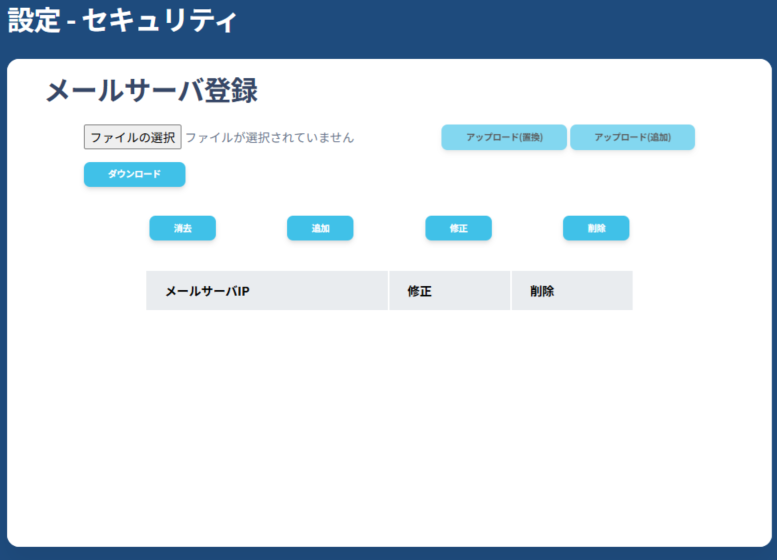 設定 - セキュリティ
メールサーバ登録
ファイルの選択 ファイルが選択されていません アップロード(置換) アップロード(追加)
ダウンロード
消去 追加 修正 削除
メールサーバIP 修正 削除